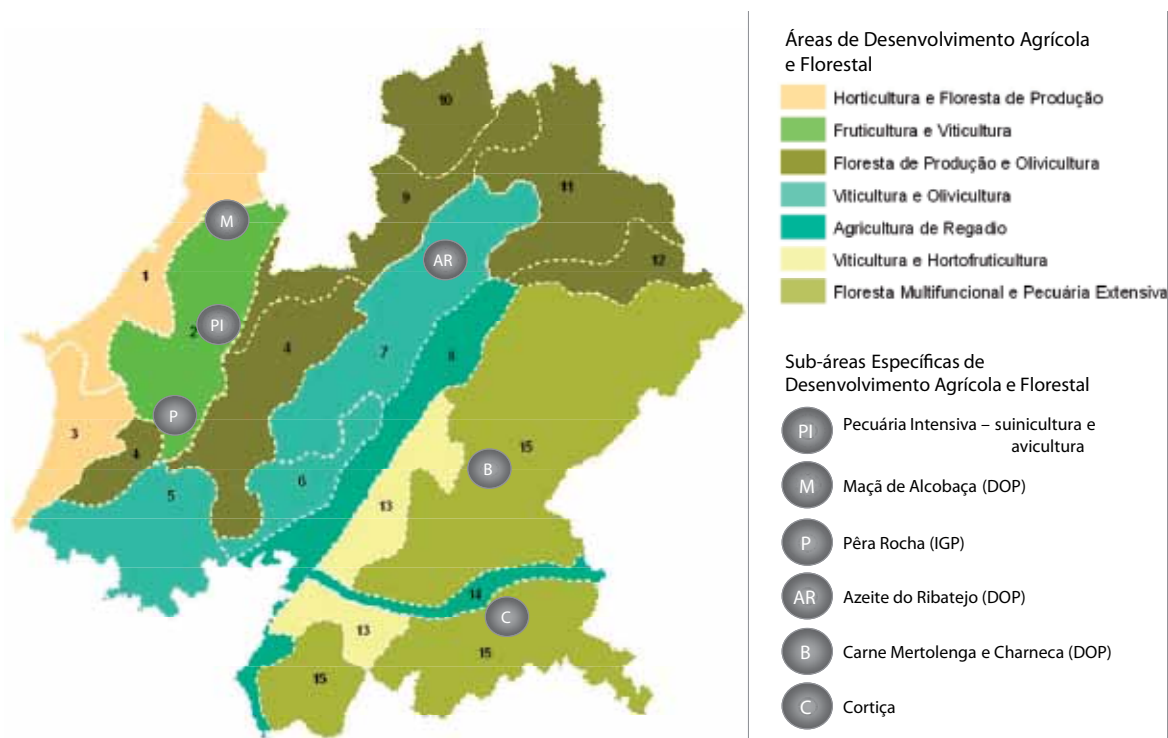 10
11
9
M
12
AR
1
PI
2
4
7
8
P
3
4
15
B
6
5
13
14
C
13
15
15
Áreas de Desenvolvimento Agrícola
e Florestal
Horticultura e Floresta de Produção
Fruticultura e Viticultura
Floresta de Produção e Olivicultura
Viticultura e Olivicultura
Agricultura de Regadio
Viticultura e Hortofruticultura
Floresta Multifuncional e Pecuária Extensiva
Sub-áreas Específicas de
Desenvolvimento Agrícola e Florestal
PI Pecuária Intensiva – suinicultura e
avicultura
M Maçã de Alcobaça (DOP)
P Pêra Rocha (IGP)
AR Azeite do Ribatejo (DOP)
B Carne Mertolenga e Charneca (DOP)
C Cortiça